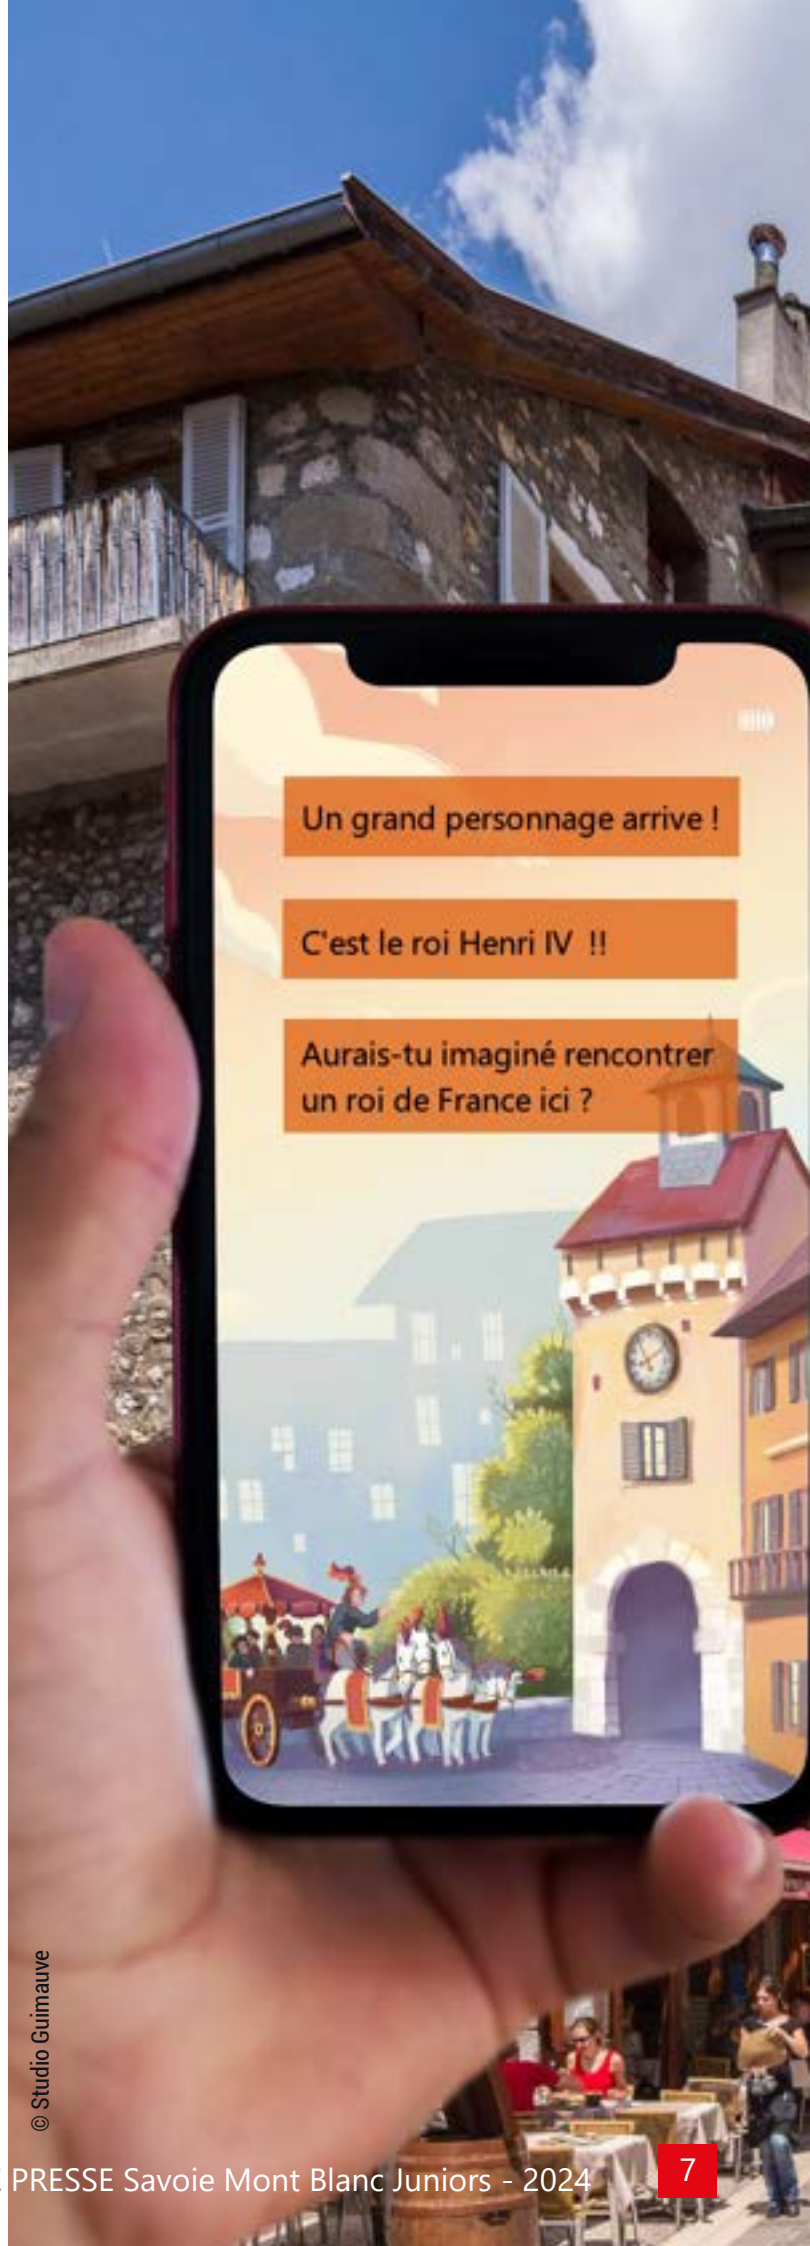 Un grand personnage arrive !
C'est le roi Henri IV !!
Aurais-tu imaginé rencontrer
un roi de France ici ?
© Studio Guimauve
PRESSE Savoie Mont Blanc Juniors - 2024
7